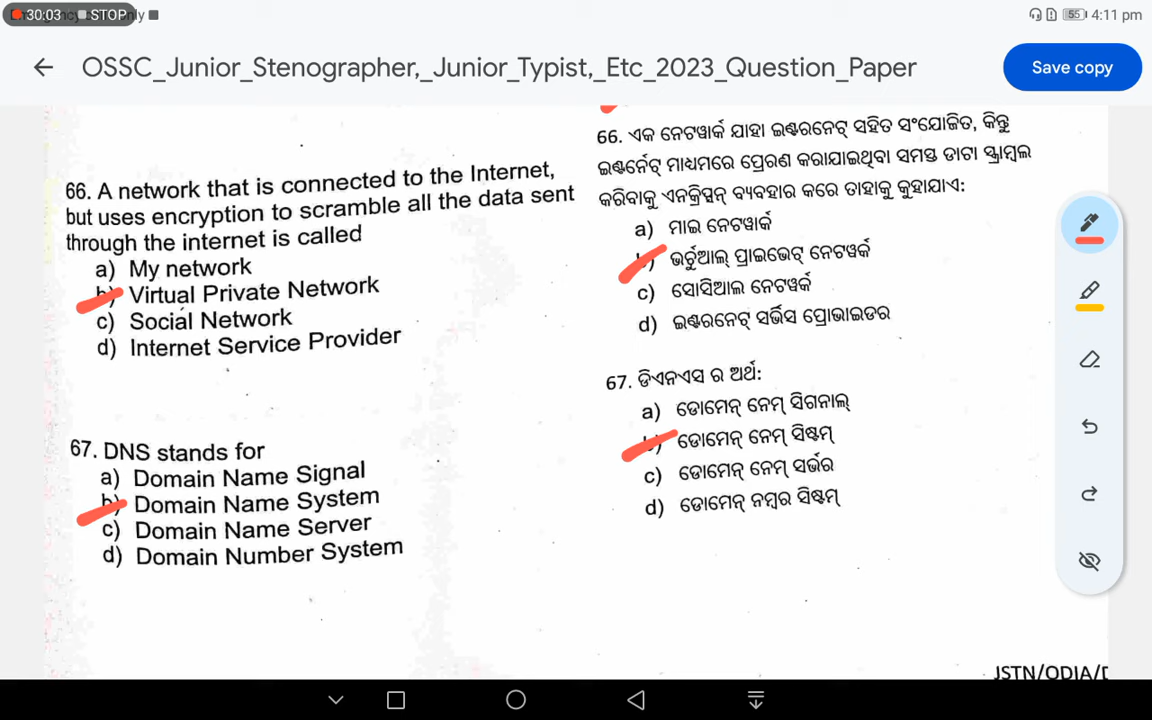 30:03 STOP
55 4:11 pm
OSSC_Junior_Stenographer,_Junior_Typist,_Etc_2023_Question_Paper
Save copy
66. A network that is connected to the Internet,
but uses encryption to scramble all the data sent
through the internet is called
a) My network
b) Virtual Private Network
c) Social Network
d) Internet Service Provider
67. DNS stands for
a) Domain Name Signal
b) Domain Name System
c) Domain Name Server
d) Domain Number System
66. ଏକ ନେଟୱାର୍କ ଯାହା ଇଣ୍ଟରନେଟ୍ ସହିତ ସଂଯୋଜିତ, କିନ୍ତୁ
ଇଣ୍ଟର୍ନେଟ୍ ମାଧ୍ୟମରେ ପ୍ରେରଣ କରାଯାଇଥିବା ସମସ୍ତ ଡାଟା ସ୍କ୍ରାମ୍ବଲ
କରିବାକୁ ଏନକ୍ରିପ୍ସନ୍ ବ୍ୟବହାର କରେ ତାହାକୁ କୁହାଯାଏ:
a) ମାଇ ନେଟୱାର୍କ
b) ଭର୍ଚୁଆଲ୍ ପ୍ରାଇଭେଟ୍ ନେଟୱର୍କ
c) ସୋସିଆଲ ନେଟୱର୍କ
d) ଇଣ୍ଟରନେଟ୍ ସର୍ଭିସ ପ୍ରୋଭାଇଡର
67. ଡିଏନଏସ ର ଅର୍ଥ:
a) ଡୋମେନ୍ ନେମ୍ ସିଗନାଲ୍
b) ଡୋମେନ୍ ନେମ୍ ସିଷ୍ଟମ୍
c) ଡୋମେନ୍ ନେମ୍ ସର୍ଭର
d) ଡୋମେନ୍ ନମ୍ବର ସିଷ୍ଟମ୍